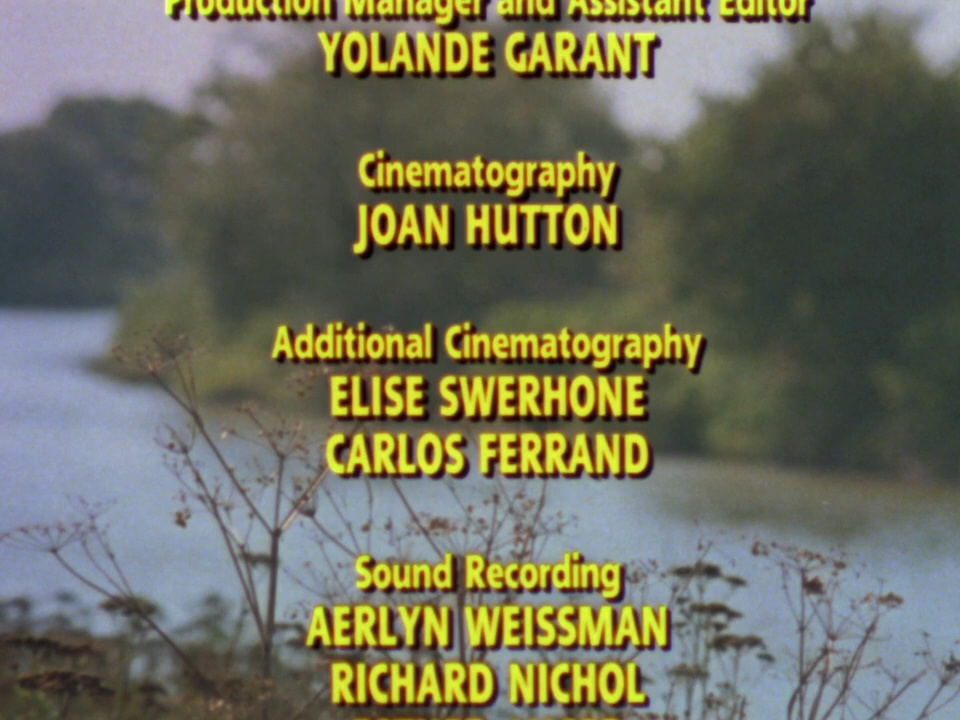 Production Manager and Assistant Editor
YOLANDE GARANT
Cinematography
JOAN HUTTON
Additional Cinematography
ELISE SWERHONE
CARLOS FERRAND
Sound Recording
AERLYN WEISSMAN
RICHARD NICHOL